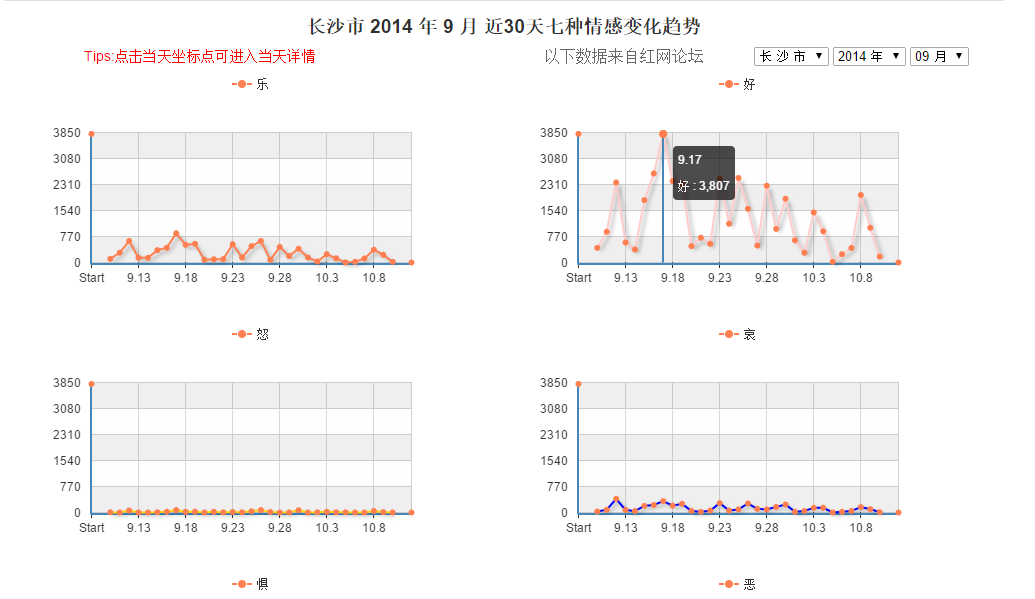 长沙市 2014 年 9 月 近30天七种情感变化趋势
Tips:点击当天坐标点可进入当天详情
以下数据来自红网论坛 长沙市 2014 年 09 月
乐
3850
3080
2310
1540
770
0
Start 9.13 9.18 9.23 9.28 10.3 10.8
好
3850
3080
2310
1540
770
0
9.17
好 : 3,807
Start 9.13 9.18 9.23 9.28 10.3 10.8
怒
3850
3080
2310
1540
770
0
Start 9.13 9.18 9.23 9.28 10.3 10.8
哀
3850
3080
2310
1540
770
0
Start 9.13 9.18 9.23 9.28 10.3 10.8
惧
恶